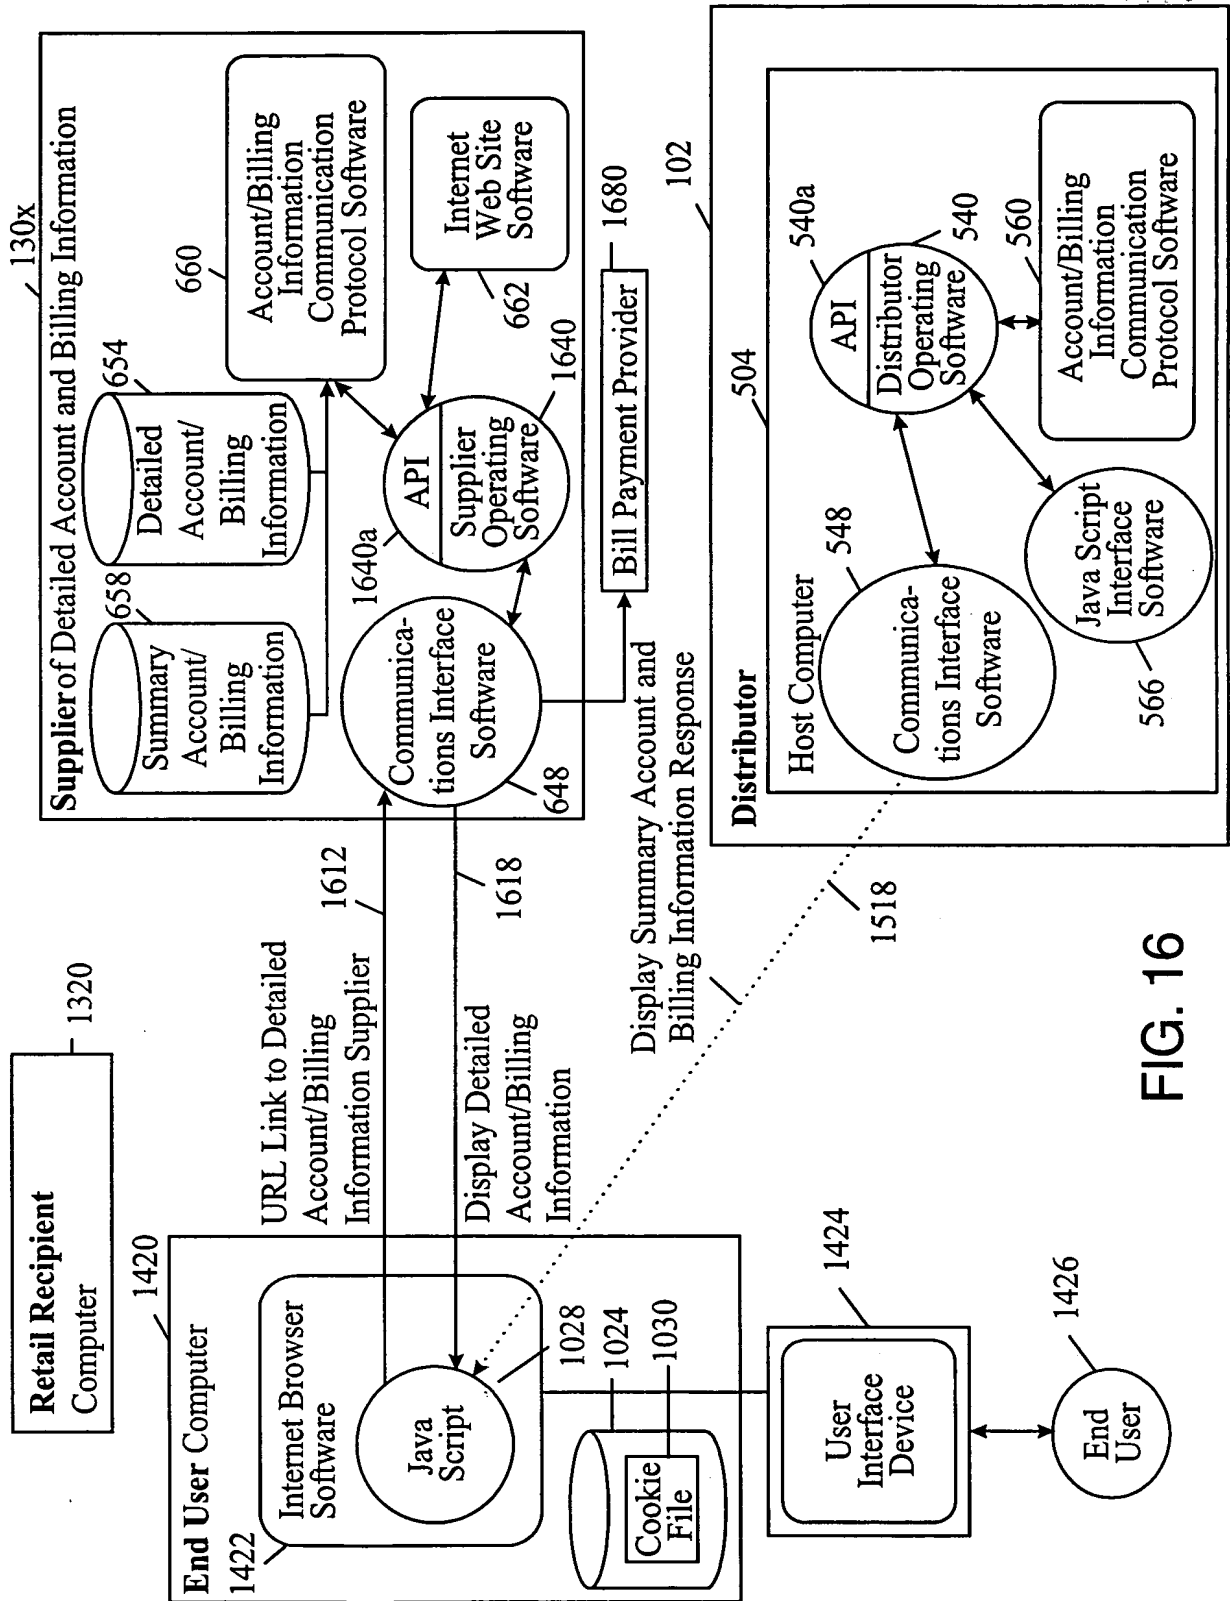 Retail Recipient
Computer
1320
End User Computer
1420
1422
Internet Browser
Software
Java
Script
1028
1024
1030
Cookie
File
User
Interface
Device
1424
End
User
1426
URL Link to Detailed
Account/Billing
Information Supplier
1612
Display Detailed
Account/Billing
Information
1618
Display Summary Account and
Billing Information Response
1518
Supplier of Detailed Account and Billing Information
130x
Summary
Account/
Billing
Information
658
Detailed
Account/
Billing
Information
654
660
Account/Billing
Information
Communication
Protocol Software
Communica-
tions Interface
Software
648
1640a
API
Supplier
Operating
Software
1640
Internet
Web Site
Software
662
Bill Payment Provider
1680
Distributor
102
Host Computer
504
Communica-
tions Interface
Software
548
540a
API
Distributor
Operating
Software
540
Java Script
Interface
Software
566
560
Account/Billing
Information
Communication
Protocol Software
FIG. 16